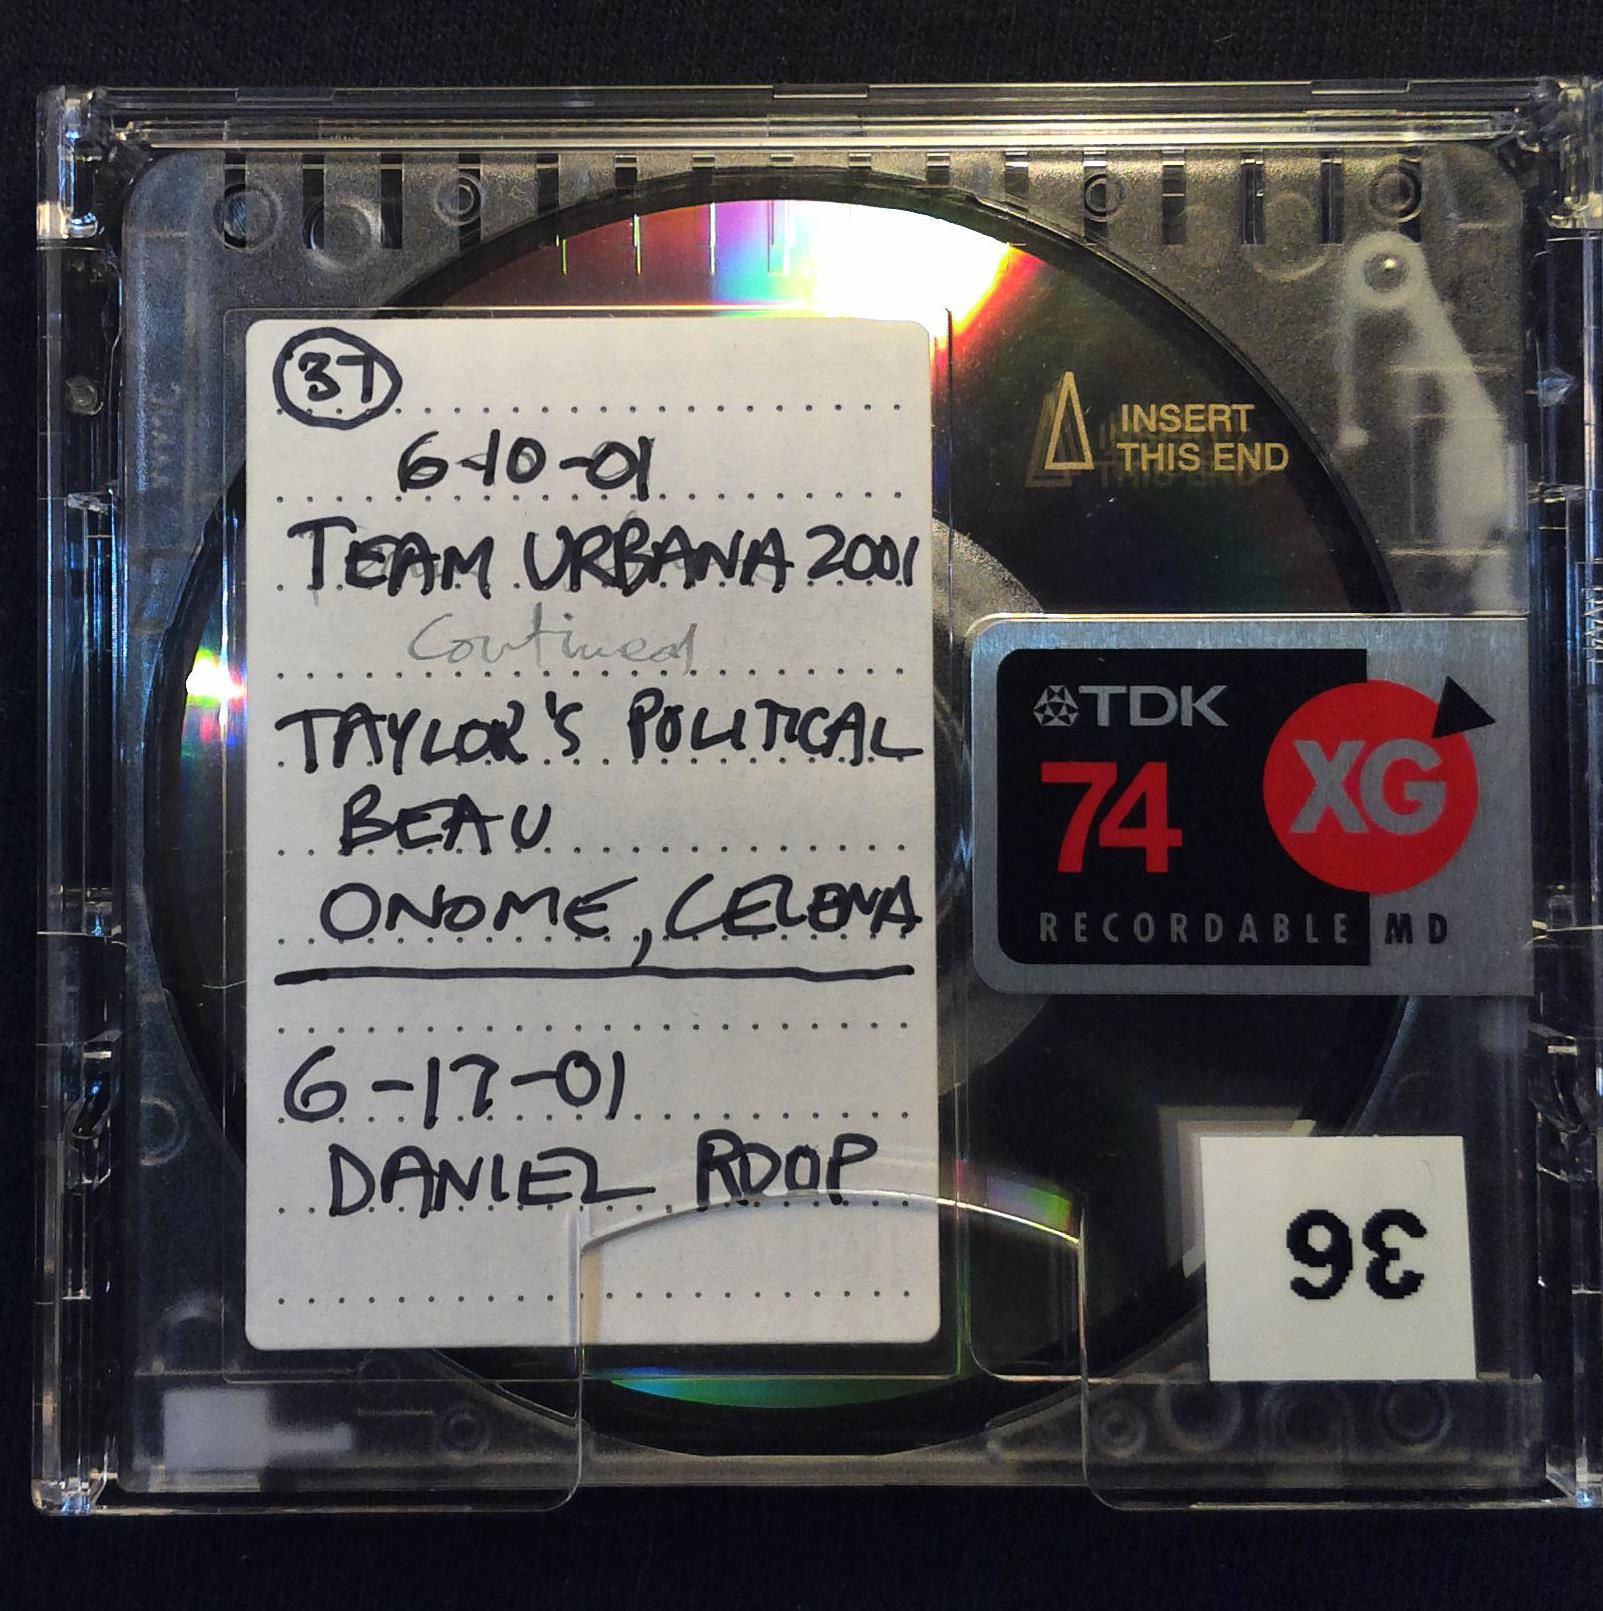 37
6-10-01
TEAM URBANA 2001
Continued
TAYLOR'S POLITICAL
BEAU
ONOME, CELENA
6-17-01
DANIEL ROOP
INSERT
THIS END
TDK
74
XG
RECORDABLE MD
36